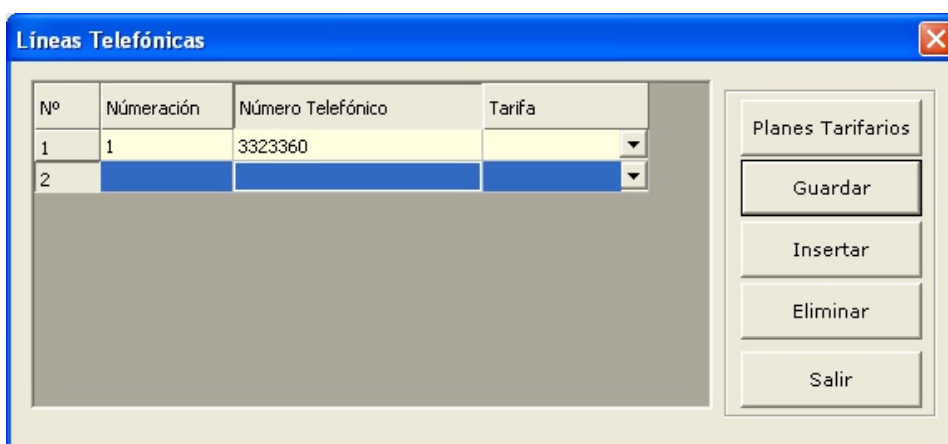 Líneas Telefónicas
Nº Númeración Número Telefónico Tarifa
1 1 3323360
2
Planes Tarifarios
Guardar
Insertar
Eliminar
Salir